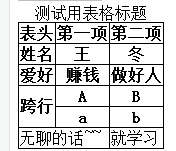 测试用表格标题
表头 第一项 第二项
姓名 王 冬
爱好 赚钱 做好人
跨行 A B
a b
无聊的话~~ 就学习